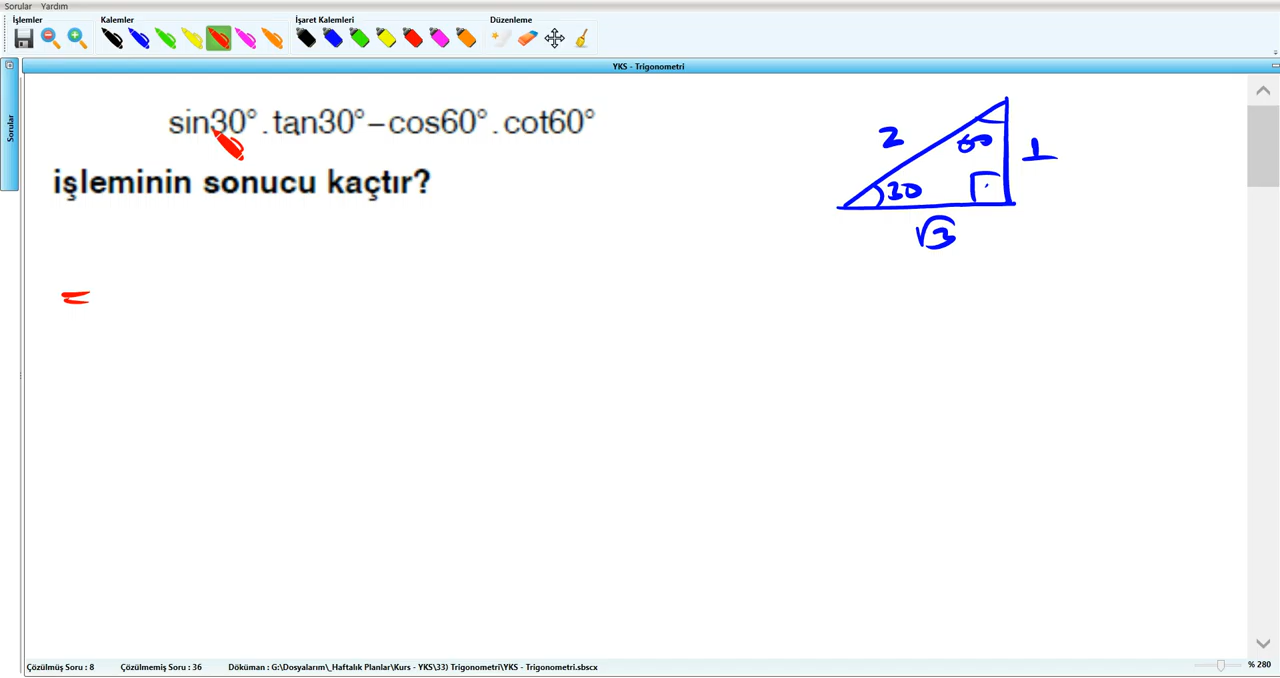 Sorular Yardım
İşlemler Kalemler İşaret Kalemleri Düzenleme
YKS - Trigonometri
Sorular
sin30°.tan30°–cos60°.cot60°
işleminin sonucu kaçtır?
=
2
60
1
30
√3
Çözülmüş Soru : 8 Çözülmemiş Soru : 36 Döküman : G:\Dosyalarım\_Haftalık Planlar\Kurs - YKS\33) Trigonometri\YKS - Trigonometri.sbscx % 280